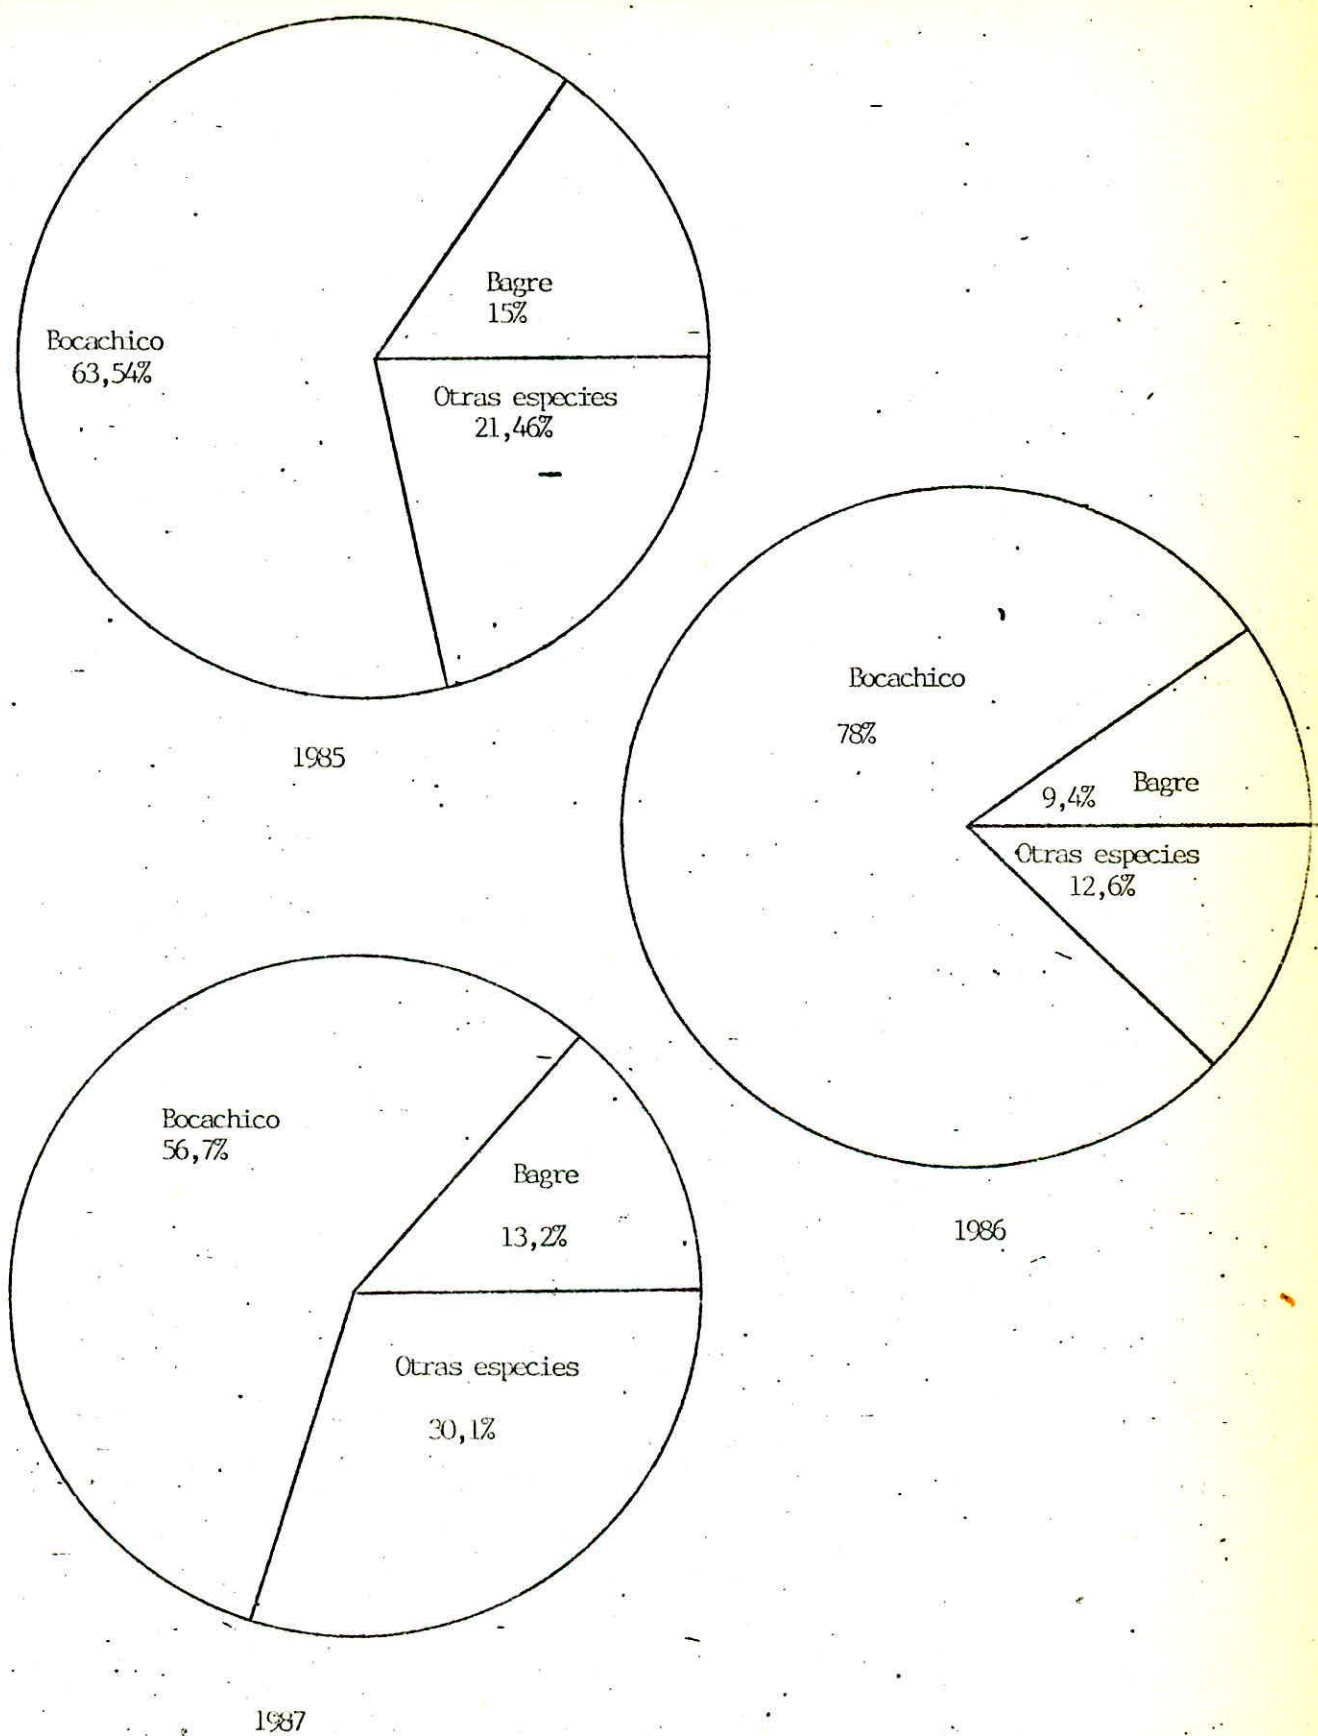 Bagre
15%
Bocachico
63,54%
Otras especies
21,46%
1985
Bocachico
78%
9,4% Bagre
Otras especies
12,6%
1986
Bocachico
56,7%
Bagre
13,2%
Otras especies
30,1%
1987